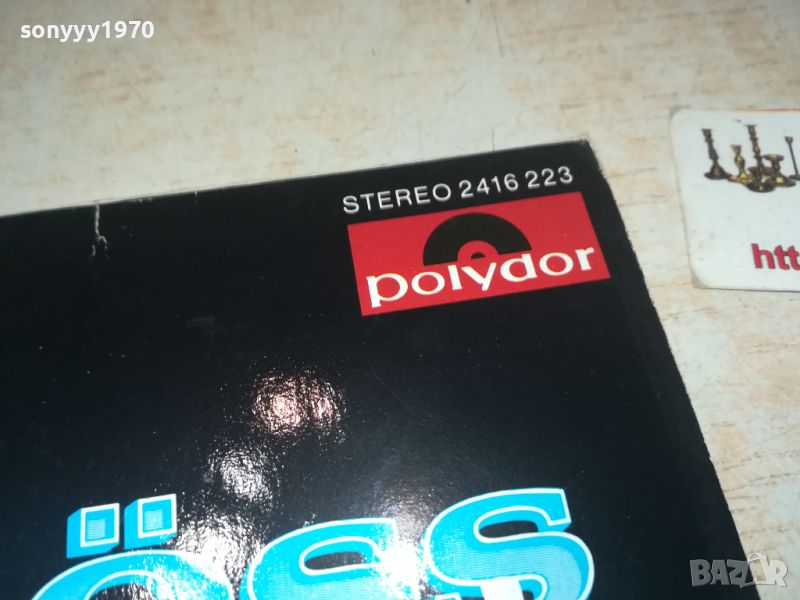 sonyyy1970
STEREO 2416 223
polydor
htt
öss
BAZAR